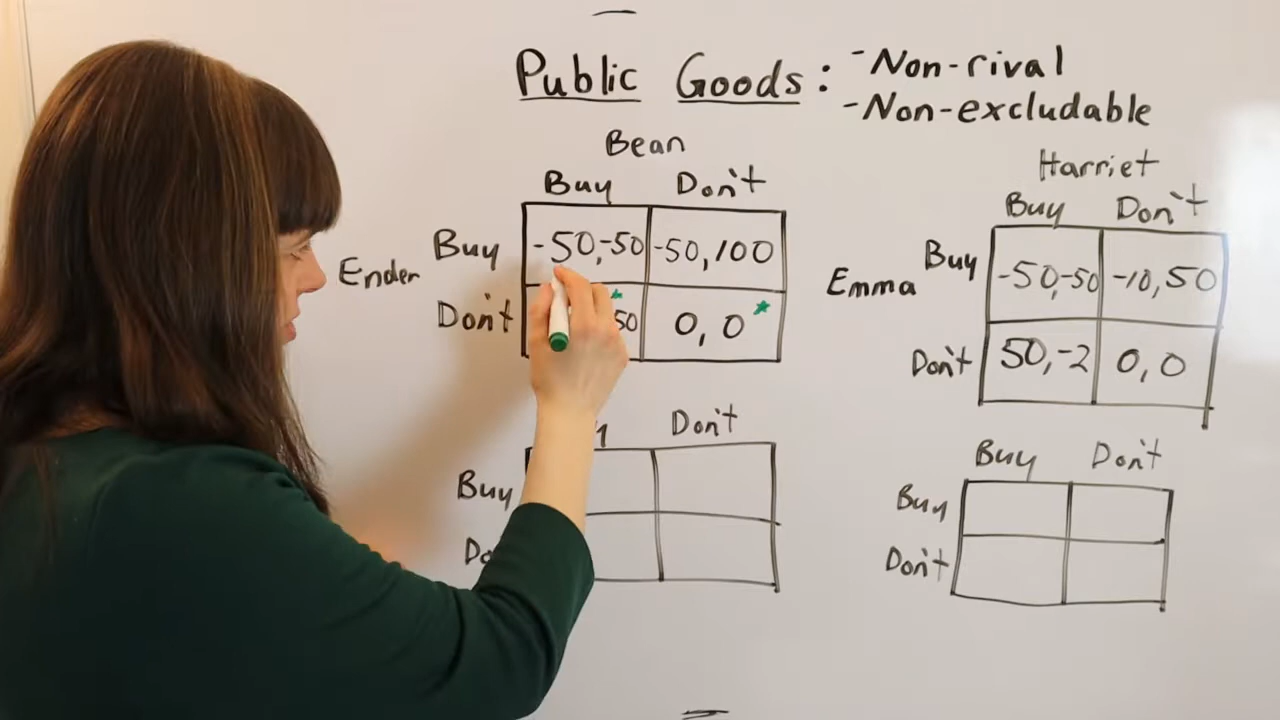 Public Goods: -Non-rival
-Non-excludable
Bean
Buy Don't
Ender
Buy -50,-50 -50,100
Don't 50 * 0, 0 *
Harriet
Buy Don't
Emma
Buy -50,-50 -10,50
Don't 50,-2 0, 0
Don't
Buy
Buy Don't
Buy
Don't